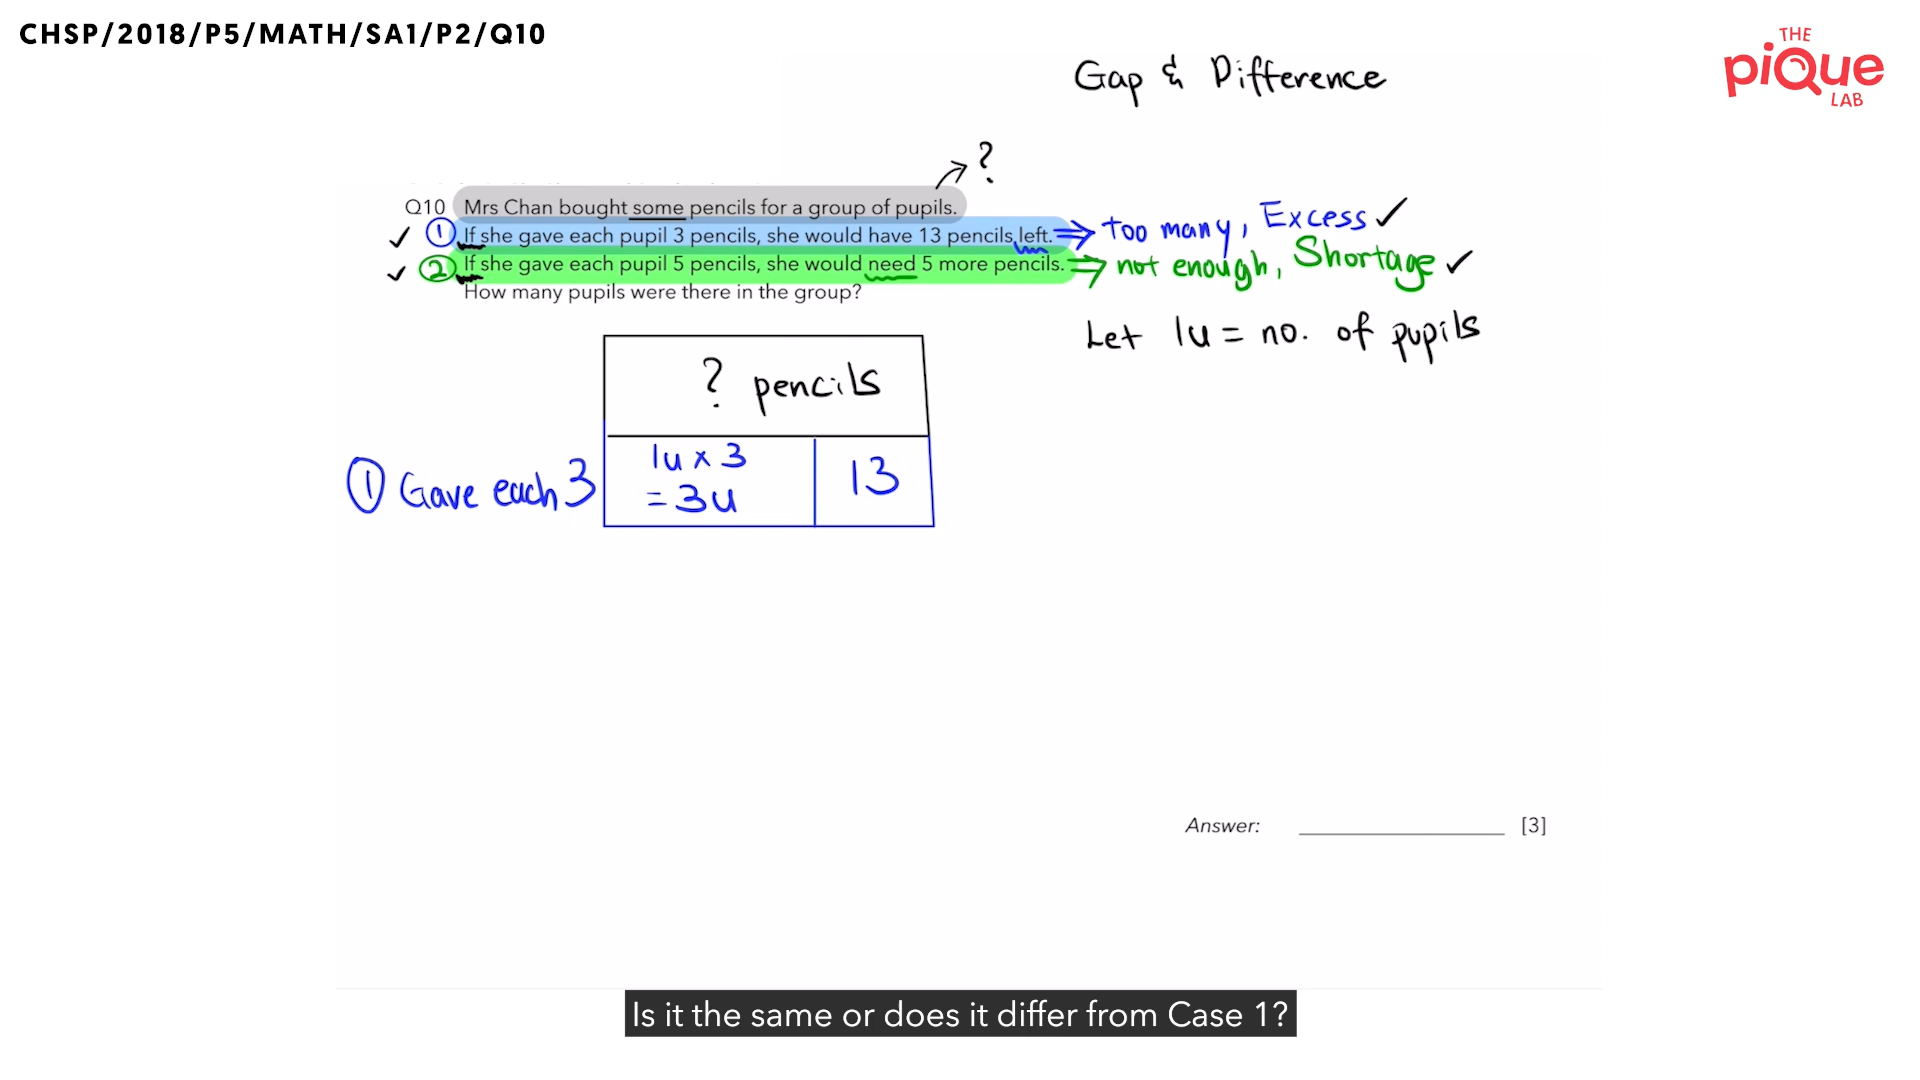 CHSP/2018/P5/MATH/SA1/P2/Q10
THE
piQue
LAB
Gap & Difference
?
Q10 Mrs Chan bought some pencils for a group of pupils.
① If she gave each pupil 3 pencils, she would have 13 pencils left. ⇒ too many, Excess ✓
② If she gave each pupil 5 pencils, she would need 5 more pencils. ⇒ not enough, Shortage ✓
How many pupils were there in the group?
Let 1u = no. of pupils
? pencils
① Gave each 3
1u × 3
= 3u
13
Answer: ____________ [3]
Is it the same or does it differ from Case 1?